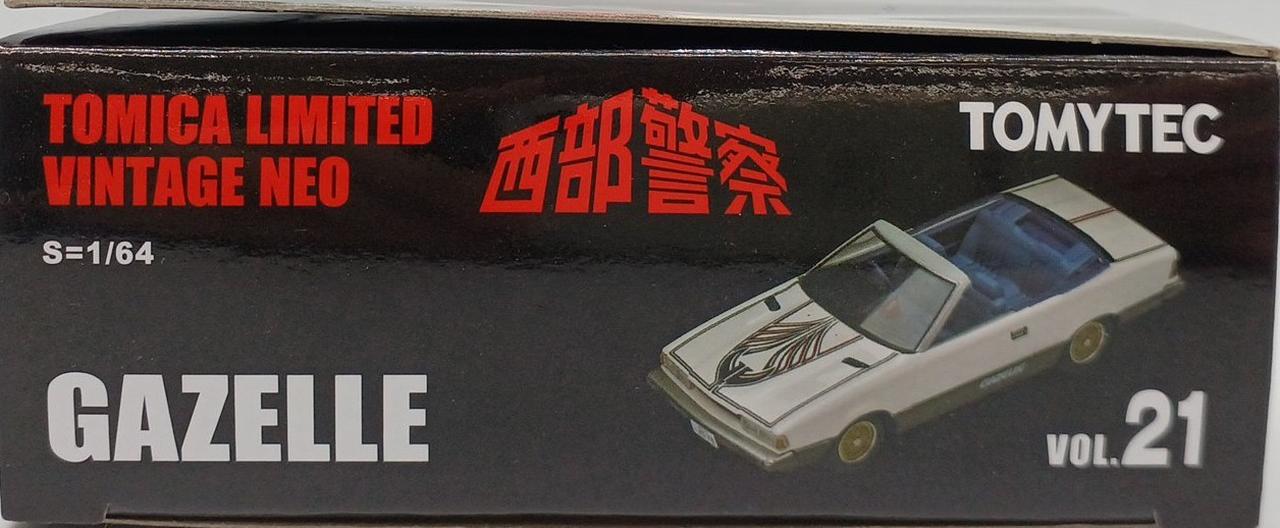 TOMICA LIMITED
VINTAGE NEO
西部警察
TOMYTEC
S=1/64
GAZELLE
VOL.21